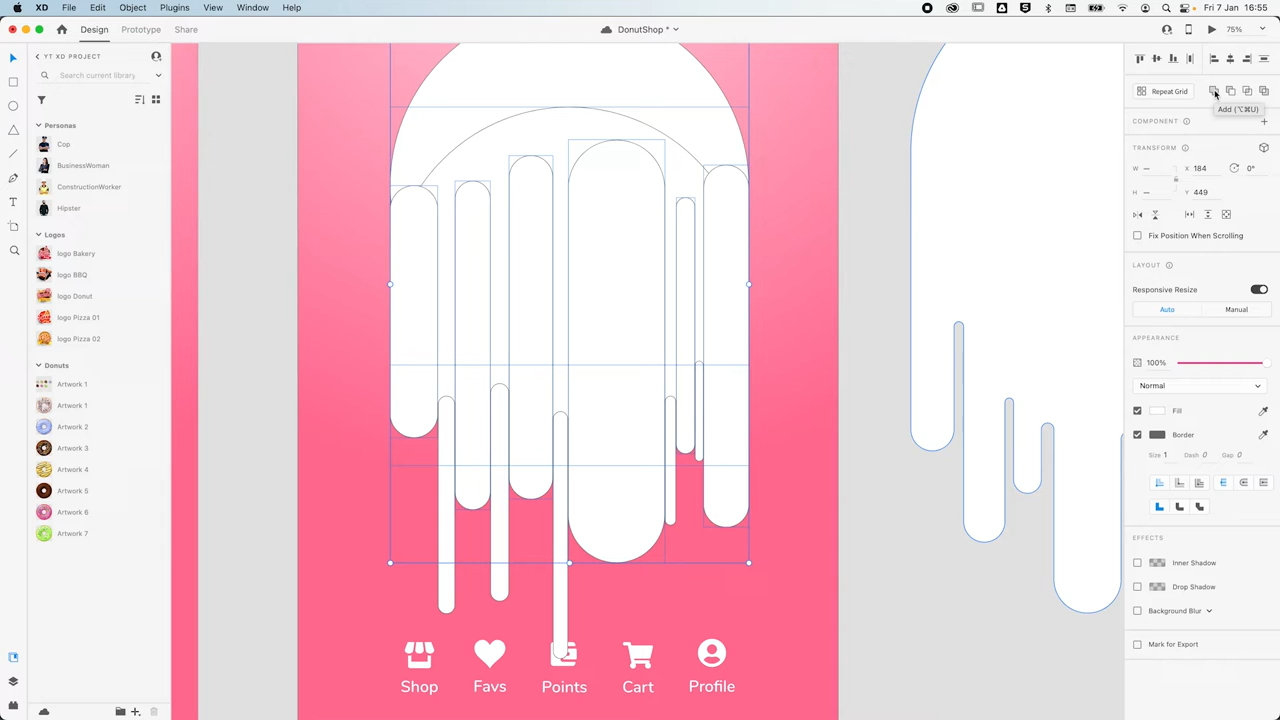 XD File Edit Object Plugins View Window Help
Fri 7 Jan 16:55
Design Prototype Share
DonutShop *
75%
YT XD PROJECT
Search current library
Personas
Cop
BusinessWoman
ConstructionWorker
Hipster
Logos
logo Bakery
logo BBQ
logo Donut
logo Pizza 01
logo Pizza 02
Donuts
Artwork 1
Artwork 1
Artwork 2
Artwork 3
Artwork 4
Artwork 5
Artwork 6
Artwork 7
Shop Favs Points Cart Profile
Repeat Grid
Add (⌥⌘U)
COMPONENT
TRANSFORM
W – X 184 0°
H – Y 449
Fix Position When Scrolling
LAYOUT
Responsive Resize
Auto Manual
APPEARANCE
100%
Normal
Fill
Border
Size 1 Dash 0 Gap 0
EFFECTS
Inner Shadow
Drop Shadow
Background Blur
Mark for Export